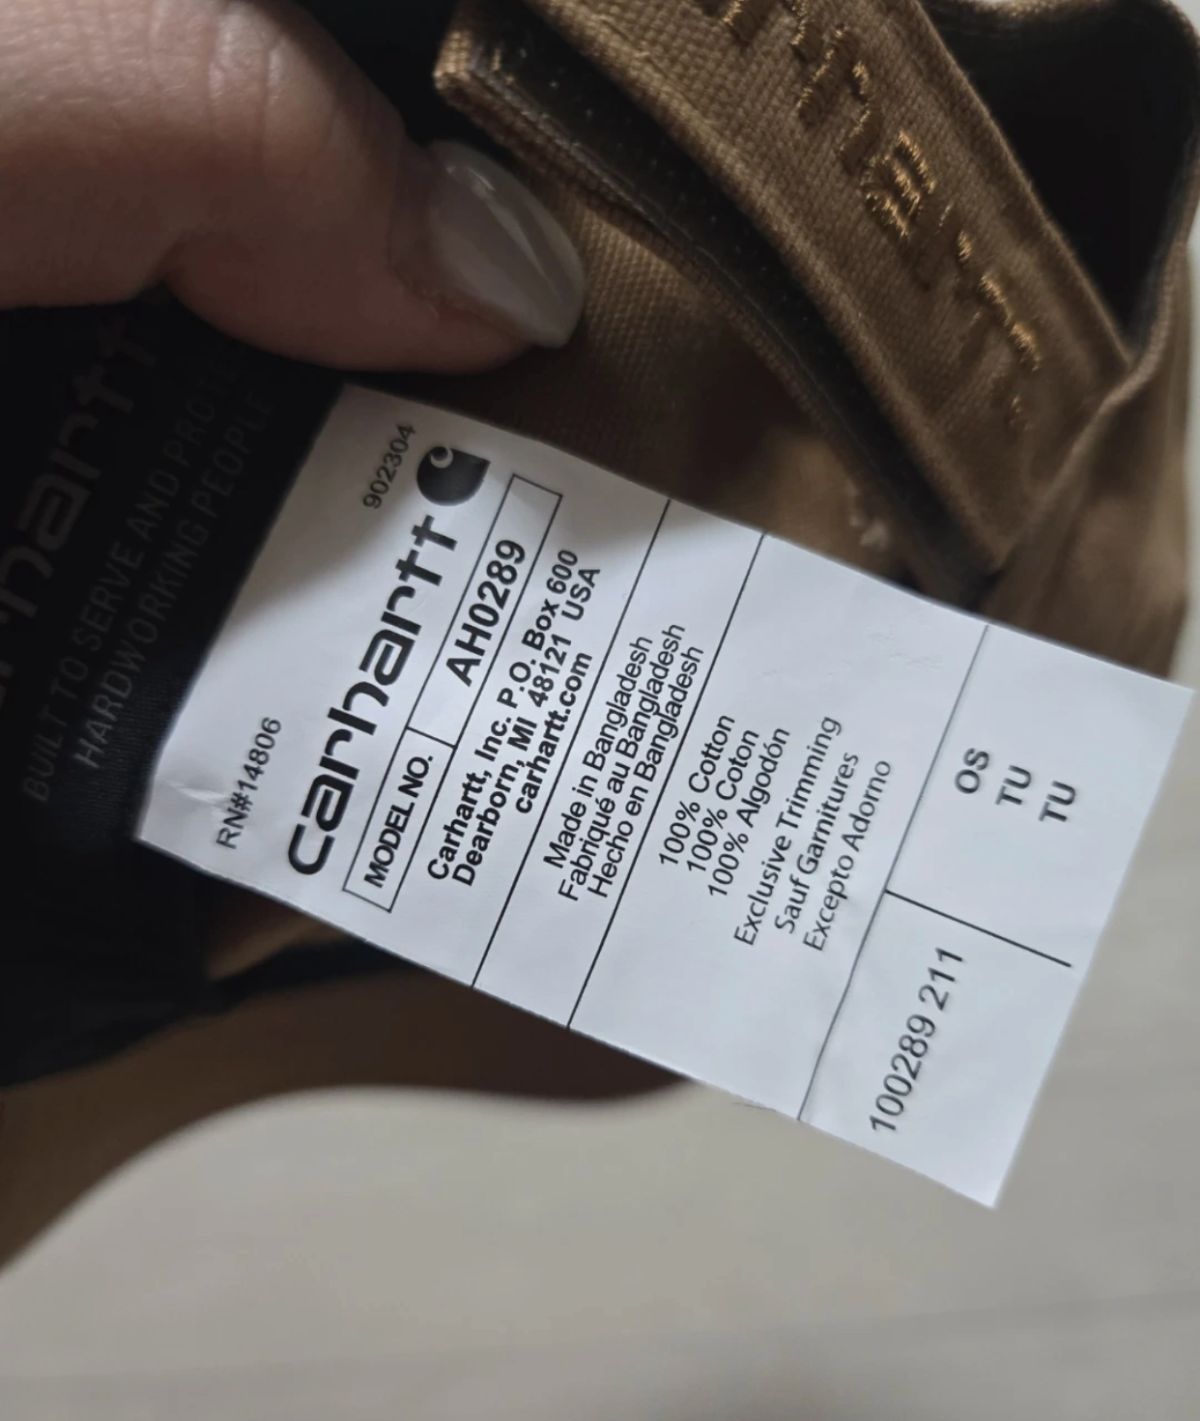 carhartt
BUILT TO SERVE AND PROTECT
HARDWORKING PEOPLE
RN#14806
902304
carhartt
MODEL NO.
AH0289
Carhartt, Inc. P.O. Box 600
Dearborn, MI 48121 USA
carhartt.com
Made in Bangladesh
Fabriqué au Bangladesh
Hecho en Bangladesh
100% Cotton
100% Coton
100% Algodón
Exclusive Trimming
Sauf Garnitures
Excepto Adorno
100289 211
OS
TU
TU